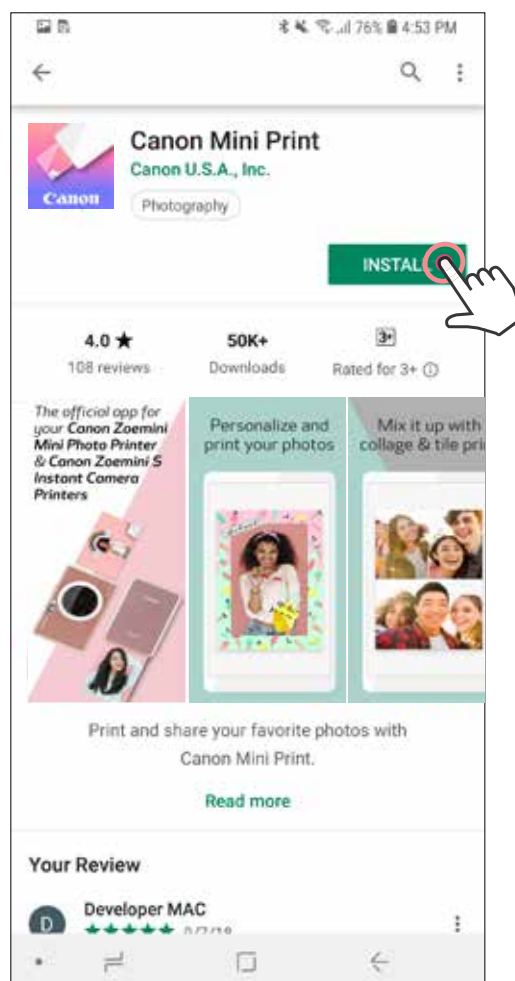 76% 4:53 PM
Canon Mini Print
Canon U.S.A., Inc.
Canon
Photography
INSTALL
4.0 ★
50K+
3+
108 reviews
Downloads
Rated for 3+
The official app for
your Canon Zoemini
Mini Photo Printer
& Canon Zoemini S
Instant Camera
Printers
Personalize and
print your photos
Mix it up with
collage & tile
Print and share your favorite photos with
Canon Mini Print.
Read more
Your Review
D
Developer MAC